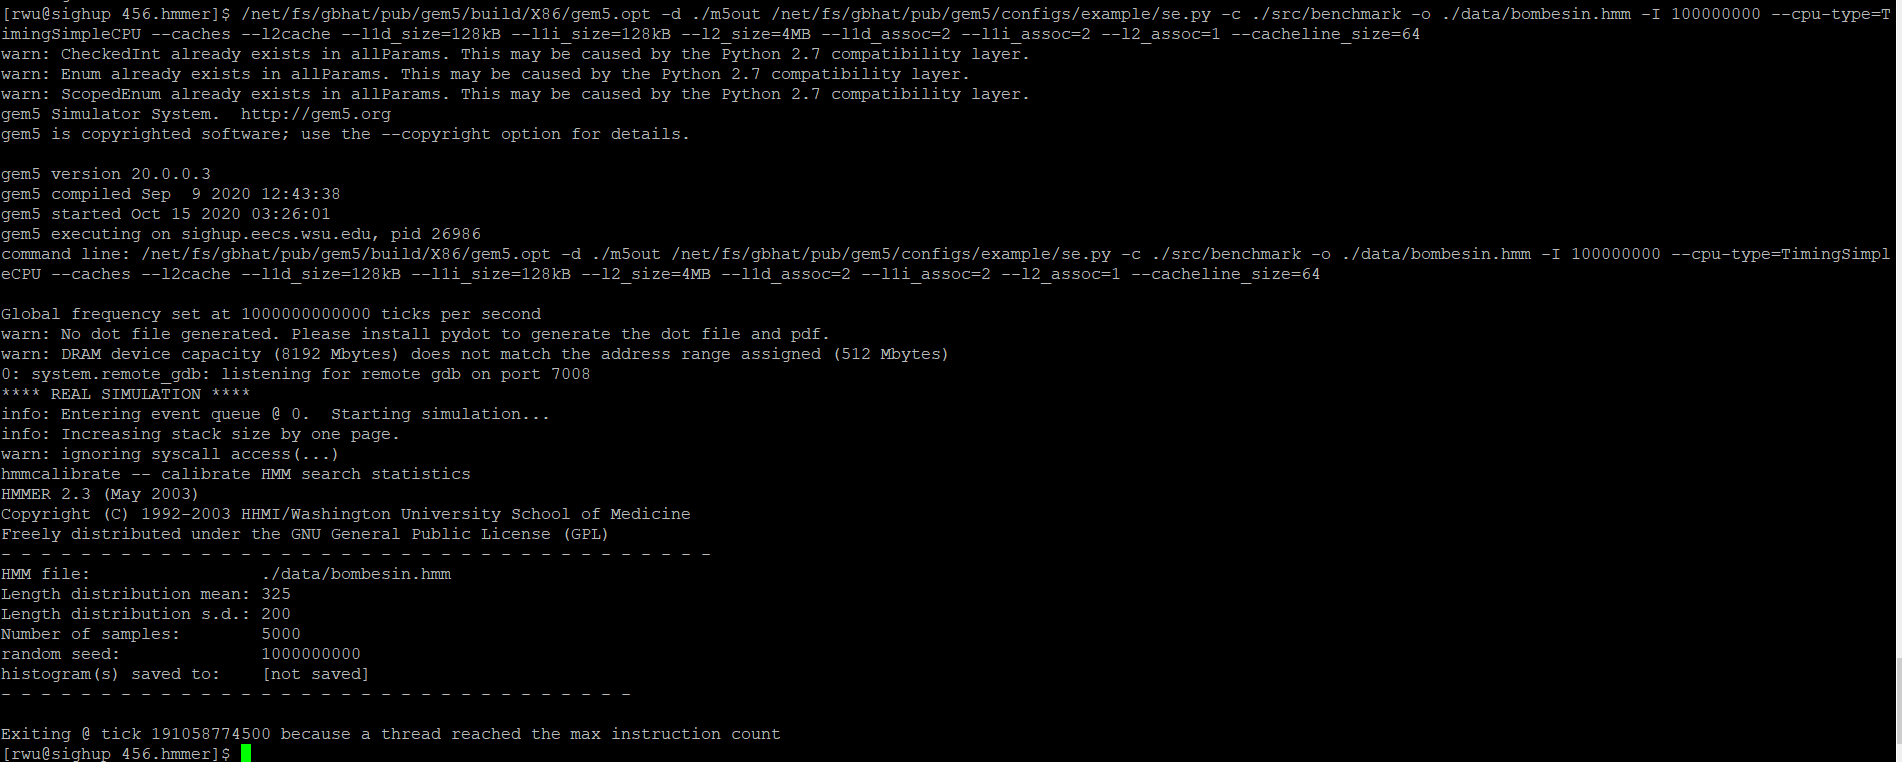 [rwu@sighup 456.hmmer]$ /net/fs/gbhat/pub/gem5/build/X86/gem5.opt -d ./m5out /net/fs/gbhat/pub/gem5/configs/example/se.py -c ./src/benchmark -o ./data/bombesin.hmm -I 100000000 --cpu-type=T
imingSimpleCPU --caches --l2cache --l1d_size=128kB --l1i_size=128kB --l2_size=4MB --l1d_assoc=2 --l1i_assoc=2 --l2_assoc=1 --cacheline_size=64
warn: CheckedInt already exists in allParams. This may be caused by the Python 2.7 compatibility layer.
warn: Enum already exists in allParams. This may be caused by the Python 2.7 compatibility layer.
warn: ScopedEnum already exists in allParams. This may be caused by the Python 2.7 compatibility layer.
gem5 Simulator System.  http://gem5.org
gem5 is copyrighted software; use the --copyright option for details.

gem5 version 20.0.0.3
gem5 compiled Sep  9 2020 12:43:38
gem5 started Oct 15 2020 03:26:01
gem5 executing on sighup.eecs.wsu.edu, pid 26986
command line: /net/fs/gbhat/pub/gem5/build/X86/gem5.opt -d ./m5out /net/fs/gbhat/pub/gem5/configs/example/se.py -c ./src/benchmark -o ./data/bombesin.hmm -I 100000000 --cpu-type=TimingSimpl
eCPU --caches --l2cache --l1d_size=128kB --l1i_size=128kB --l2_size=4MB --l1d_assoc=2 --l1i_assoc=2 --l2_assoc=1 --cacheline_size=64

Global frequency set at 1000000000000 ticks per second
warn: No dot file generated. Please install pydot to generate the dot file and pdf.
warn: DRAM device capacity (8192 Mbytes) does not match the address range assigned (512 Mbytes)
0: system.remote_gdb: listening for remote gdb on port 7008
**** REAL SIMULATION ****
info: Entering event queue @ 0.  Starting simulation...
info: Increasing stack size by one page.
warn: ignoring syscall access(...)
hmmcalibrate -- calibrate HMM search statistics
HMMER 2.3 (May 2003)
Copyright (C) 1992-2003 HHMI/Washington University School of Medicine
Freely distributed under the GNU General Public License (GPL)
- - - - - - - - - - - - - - - - - - - - - - - - - - - - - - - - - - - -
HMM file:                 ./data/bombesin.hmm
Length distribution mean: 325
Length distribution s.d.: 200
Number of samples:        5000
random seed:              1000000000
histogram(s) saved to:    [not saved]
- - - - - - - - - - - - - - - - - - - - - - - - - - - - - - - -

Exiting @ tick 191058774500 because a thread reached the max instruction count
[rwu@sighup 456.hmmer]$